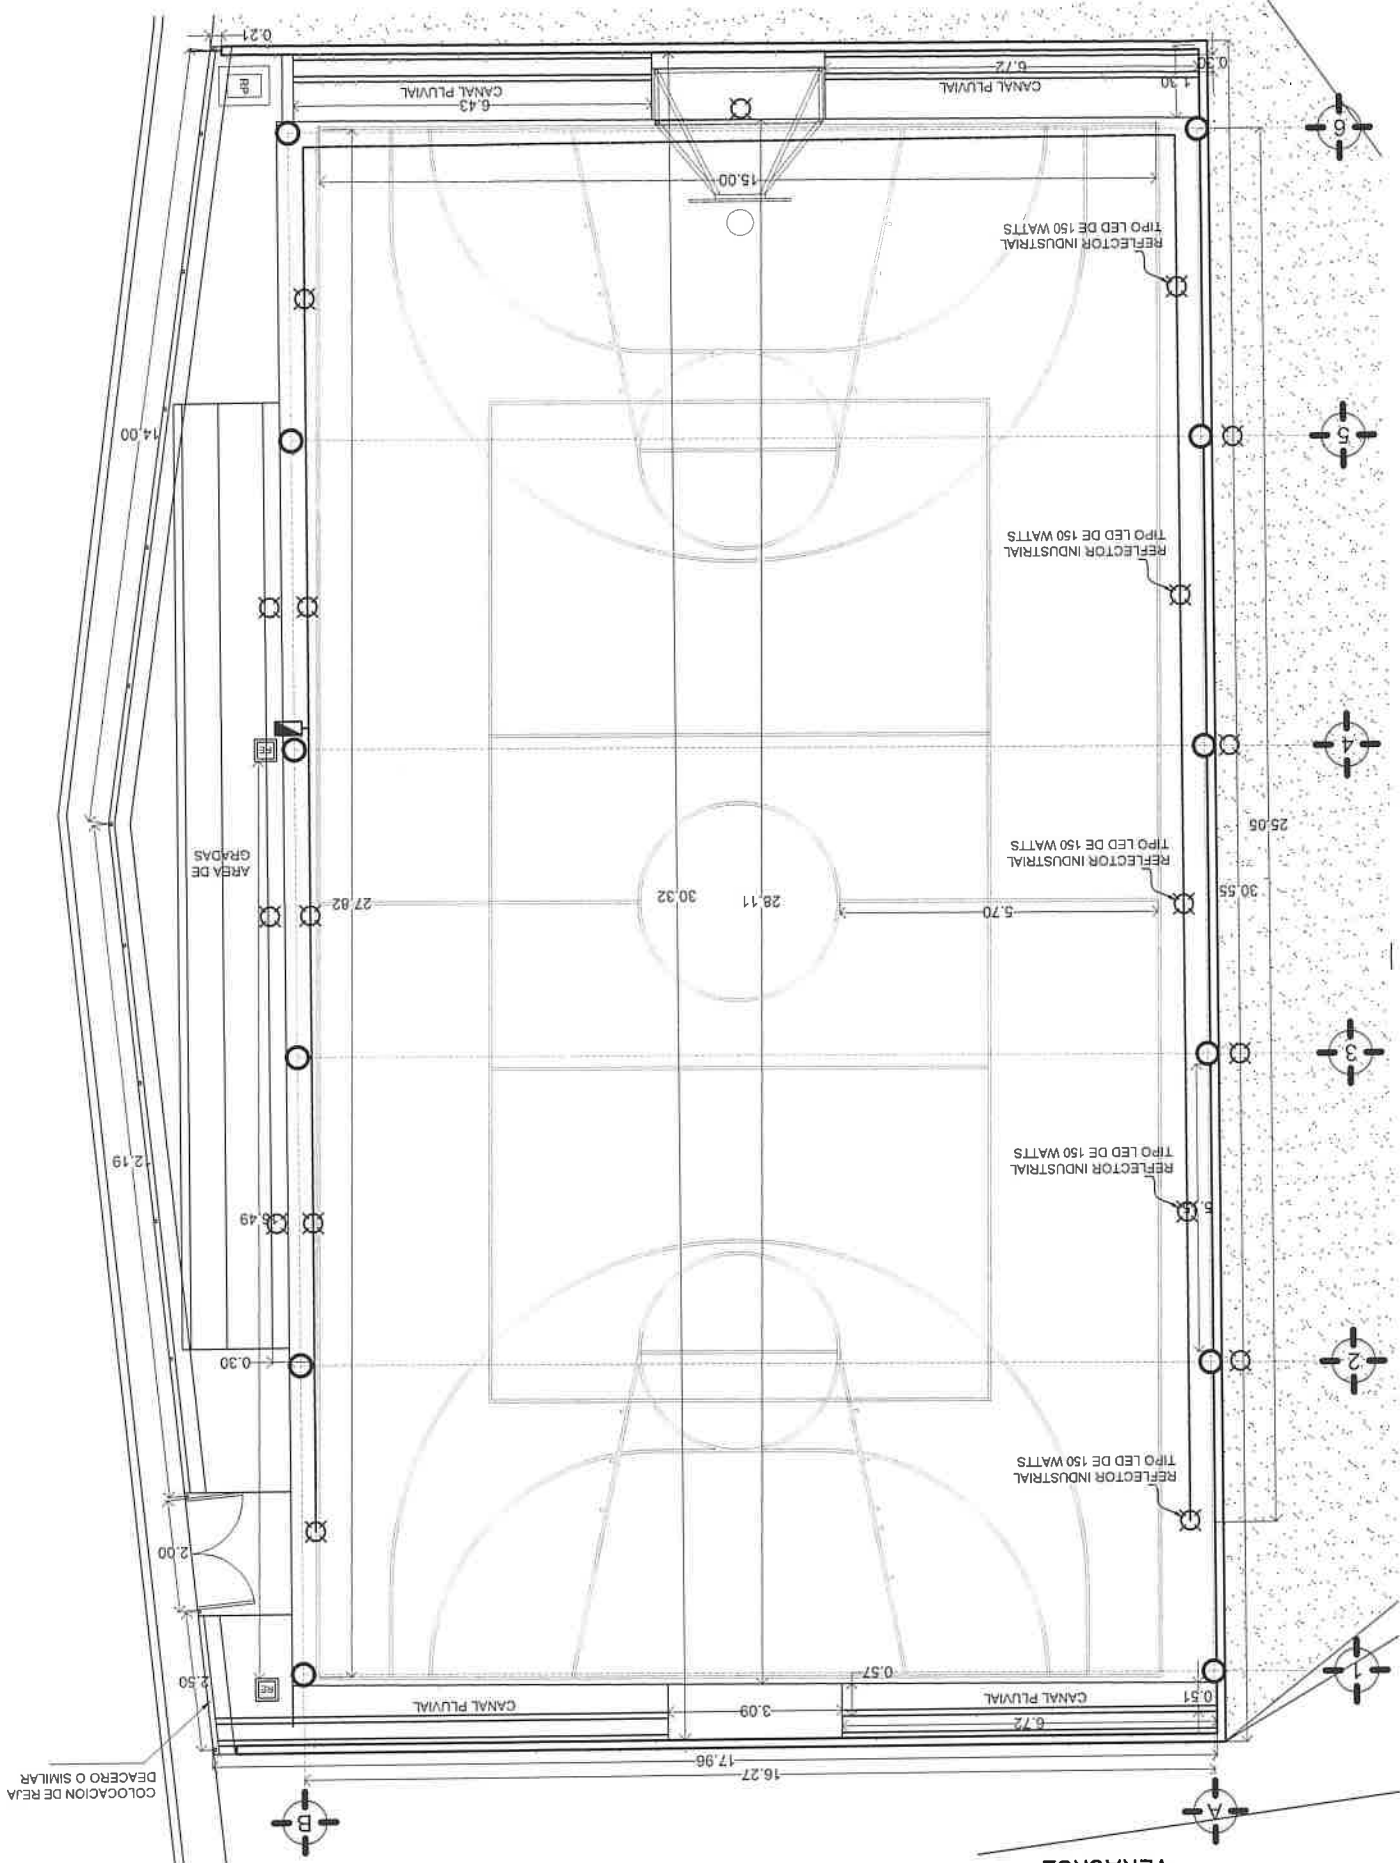 A
B
16.27
17.96
COLOCACION DE REJA
DEACERO O SIMILAR
6.72
3.09
CANAL PLUVIAL
CANAL PLUVIAL
0.51
0.57
2.50
RE
1
2.00
REFLECTOR INDUSTRIAL
TIPO LED DE 150 WATTS
2
0.30
REFLECTOR INDUSTRIAL
TIPO LED DE 150 WATTS
12.19
3
5.70
28.11
30.32
27.82
30.55
REFLECTOR INDUSTRIAL
TIPO LED DE 150 WATTS
AREA DE
GRADAS
25.05
4
RE
REFLECTOR INDUSTRIAL
TIPO LED DE 150 WATTS
5
14.00
REFLECTOR INDUSTRIAL
TIPO LED DE 150 WATTS
15.00
6
CANAL PLUVIAL
6.43
CANAL PLUVIAL
RP
1.30
6.72
0.30
0.21